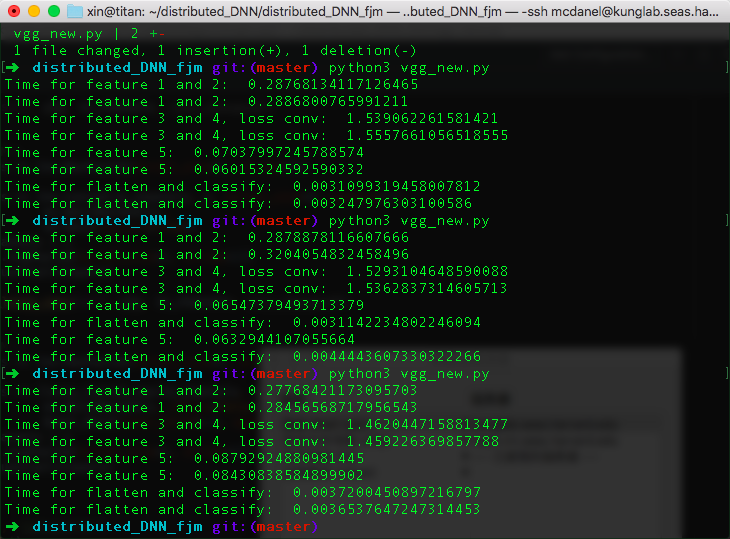 xin@titan: ~/distributed_DNN/distributed_DNN_fjm — ..buted_DNN_fjm — -ssh mcdanel@kunglab.seas.ha...
vgg_new.py | 2 +-
1 file changed, 1 insertion(+), 1 deletion(-)
[➜  distributed_DNN_fjm git:(master) python3 vgg_new.py ]
Time for feature 1 and 2:  0.28768134117126465
Time for feature 1 and 2:  0.2886800765991211
Time for feature 3 and 4, loss conv:  1.539062261581421
Time for feature 3 and 4, loss conv:  1.5557661056518555
Time for feature 5:  0.07037997245788574
Time for feature 5:  0.06015324592590332
Time for flatten and classify:  0.0031099319458007812
Time for flatten and classify:  0.003247976303100586
[➜  distributed_DNN_fjm git:(master) python3 vgg_new.py ]
Time for feature 1 and 2:  0.2878878116607666
Time for feature 1 and 2:  0.3204054832458496
Time for feature 3 and 4, loss conv:  1.5293104648590088
Time for feature 3 and 4, loss conv:  1.5362837314605713
Time for feature 5:  0.06547379493713379
Time for flatten and classify:  0.0031142234802246094
Time for feature 5:  0.0632944107055664
Time for flatten and classify:  0.0044443607330322266
[➜  distributed_DNN_fjm git:(master) python3 vgg_new.py ]
Time for feature 1 and 2:  0.27768421173095703
Time for feature 1 and 2:  0.28456568717956543
Time for feature 3 and 4, loss conv:  1.4620447158813477
Time for feature 3 and 4, loss conv:  1.459226369857788
Time for feature 5:  0.08792924880981445
Time for feature 5:  0.08430838584899902
Time for flatten and classify:  0.0037200450897216797
Time for flatten and classify:  0.0036537647247314453
➜  distributed_DNN_fjm git:(master)